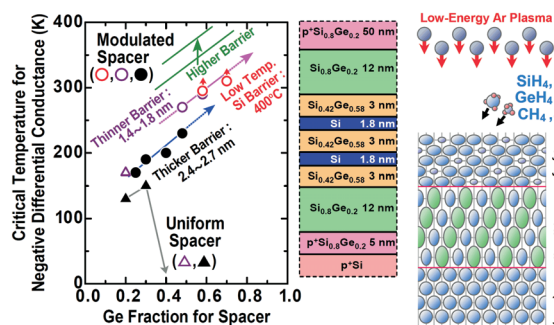 Critical Temperature for
Negative Differential Conductance (K)
400
300
200
100
0
0.0 0.2 0.4 0.6 0.8 1.0
Ge Fraction for Spacer
Modulated
Spacer
(○,○,●)
Higher Barrier
Thinner Barrier :
1.4~1.8 nm
Low Temp.
Si Barrier :
400°C
Thicker Barrier :
2.4~2.7 nm
Uniform
Spacer
(△,▲)
p⁺Si0.8Ge0.2 50 nm
Si0.8Ge0.2 12 nm
Si0.42Ge0.58 3 nm
Si 1.8 nm
Si0.42Ge0.58 3 nm
Si 1.8 nm
Si0.42Ge0.58 3 nm
Si0.8Ge0.2 12 nm
p⁺Si0.8Ge0.2 5 nm
p⁺Si
Low-Energy Ar Plasma
SiH4,
GeH4,
CH4,